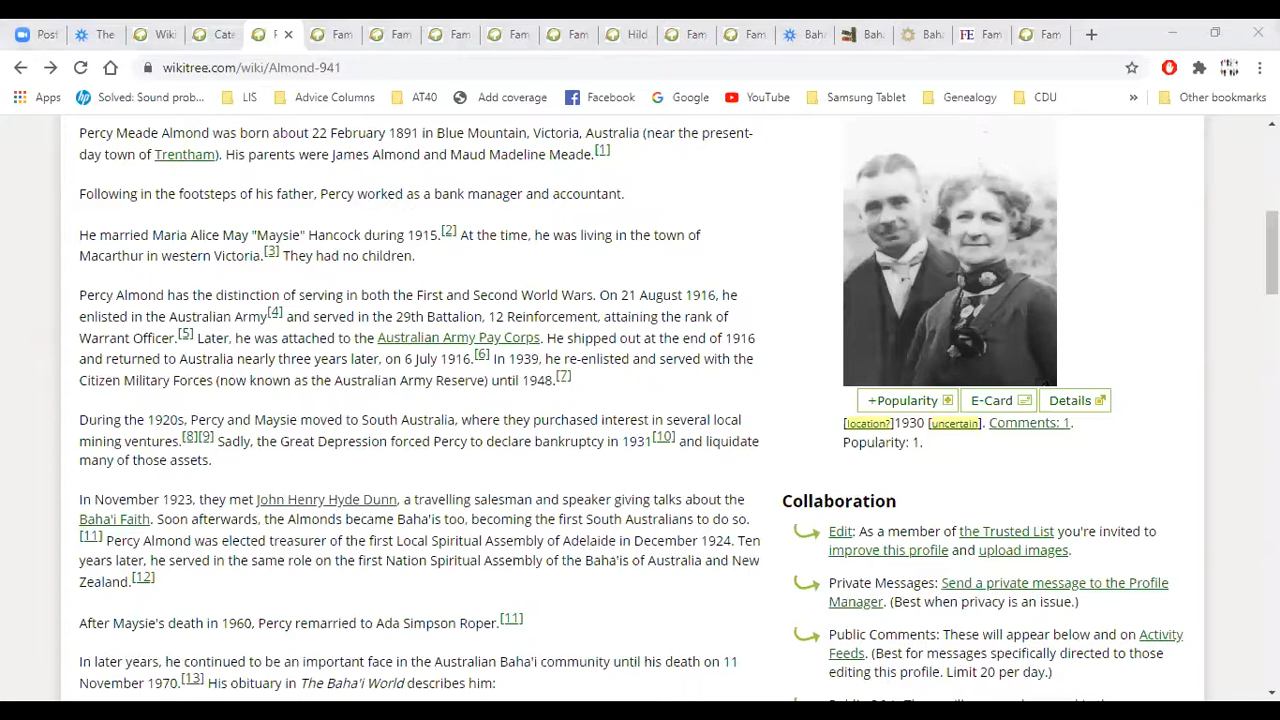 Post
The
Wiki
Cate
F
Fam
Fam
Fam
Fam
Fam
Hild
Fam
Fam
Baha
Baha
Baha
FE Fam
Fam
wikitree.com/wiki/Almond-941
Apps
Solved: Sound prob...
LIS
Advice Columns
AT40
Add coverage
Facebook
Google
YouTube
Samsung Tablet
Genealogy
CDU
»
Other bookmarks
Percy Meade Almond was born about 22 February 1891 in Blue Mountain, Victoria, Australia (near the present-
day town of Trentham). His parents were James Almond and Maud Madeline Meade.[1]
Following in the footsteps of his father, Percy worked as a bank manager and accountant.
He married Maria Alice May "Maysie" Hancock during 1915.[2] At the time, he was living in the town of
Macarthur in western Victoria.[3] They had no children.
Percy Almond has the distinction of serving in both the First and Second World Wars. On 21 August 1916, he
enlisted in the Australian Army[4] and served in the 29th Battalion, 12 Reinforcement, attaining the rank of
Warrant Officer.[5] Later, he was attached to the Australian Army Pay Corps. He shipped out at the end of 1916
and returned to Australia nearly three years later, on 6 July 1916.[6] In 1939, he re-enlisted and served with the
Citizen Military Forces (now known as the Australian Army Reserve) until 1948.[7]
During the 1920s, Percy and Maysie moved to South Australia, where they purchased interest in several local
mining ventures.[8][9] Sadly, the Great Depression forced Percy to declare bankruptcy in 1931[10] and liquidate
many of those assets.
In November 1923, they met John Henry Hyde Dunn, a travelling salesman and speaker giving talks about the
Baha'i Faith. Soon afterwards, the Almonds became Baha'is too, becoming the first South Australians to do so.
[11] Percy Almond was elected treasurer of the first Local Spiritual Assembly of Adelaide in December 1924. Ten
years later, he served in the same role on the first Nation Spiritual Assembly of the Baha'is of Australia and New
Zealand.[12]
After Maysie's death in 1960, Percy remarried to Ada Simpson Roper.[11]
In later years, he continued to be an important face in the Australian Baha'i community until his death on 11
November 1970.[13] His obituary in The Baha'i World describes him:
+Popularity
E-Card
Details
[location?]1930 [uncertain]. Comments: 1.
Popularity: 1.
Collaboration
Edit: As a member of the Trusted List you're invited to
improve this profile and upload images.
Private Messages: Send a private message to the Profile
Manager. (Best when privacy is an issue.)
Public Comments: These will appear below and on Activity
Feeds. (Best for messages specifically directed to those
editing this profile. Limit 20 per day.)